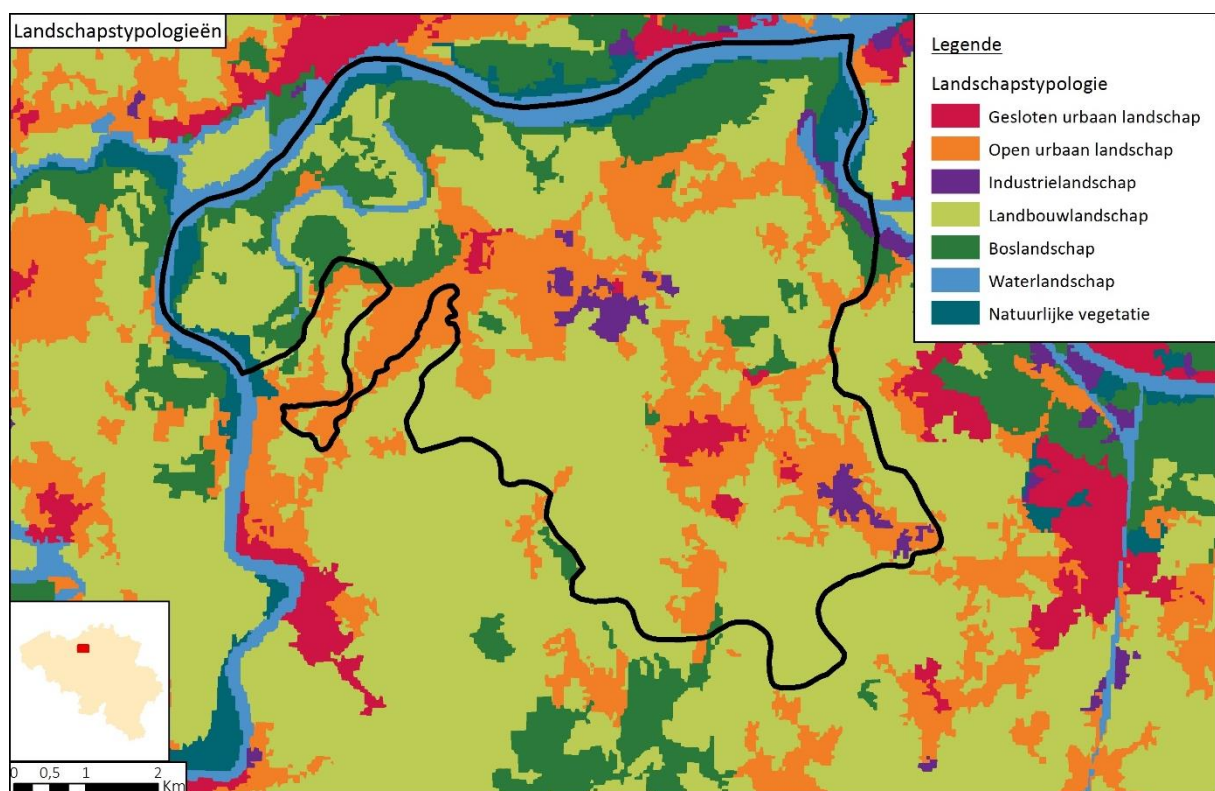 Landschapstypologieën
Legende
Landschapstypologie
Gesloten urbaan landschap
Open urbaan landschap
Industrielandschap
Landbouwlandschap
Boslandschap
Waterlandschap
Natuurlijke vegetatie
0 0,5 1 2
Km